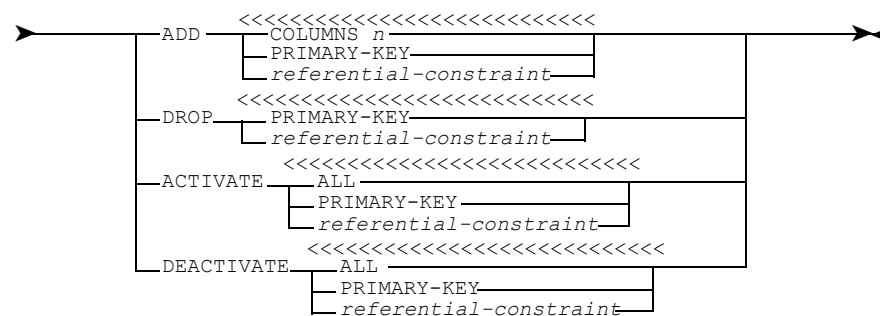 <<<<<<<<<<<<<<<<<<<<<<<<<<<<
ADD COLUMNS n
PRIMARY-KEY
referential-constraint
<<<<<<<<<<<<<<<<<<<<<<<<<<<<
DROP PRIMARY-KEY
referential-constraint
<<<<<<<<<<<<<<<<<<<<<<<<<<<<
ACTIVATE ALL
PRIMARY-KEY
referential-constraint
<<<<<<<<<<<<<<<<<<<<<<<<<<<<
DEACTIVATE ALL
PRIMARY-KEY
referential-constraint